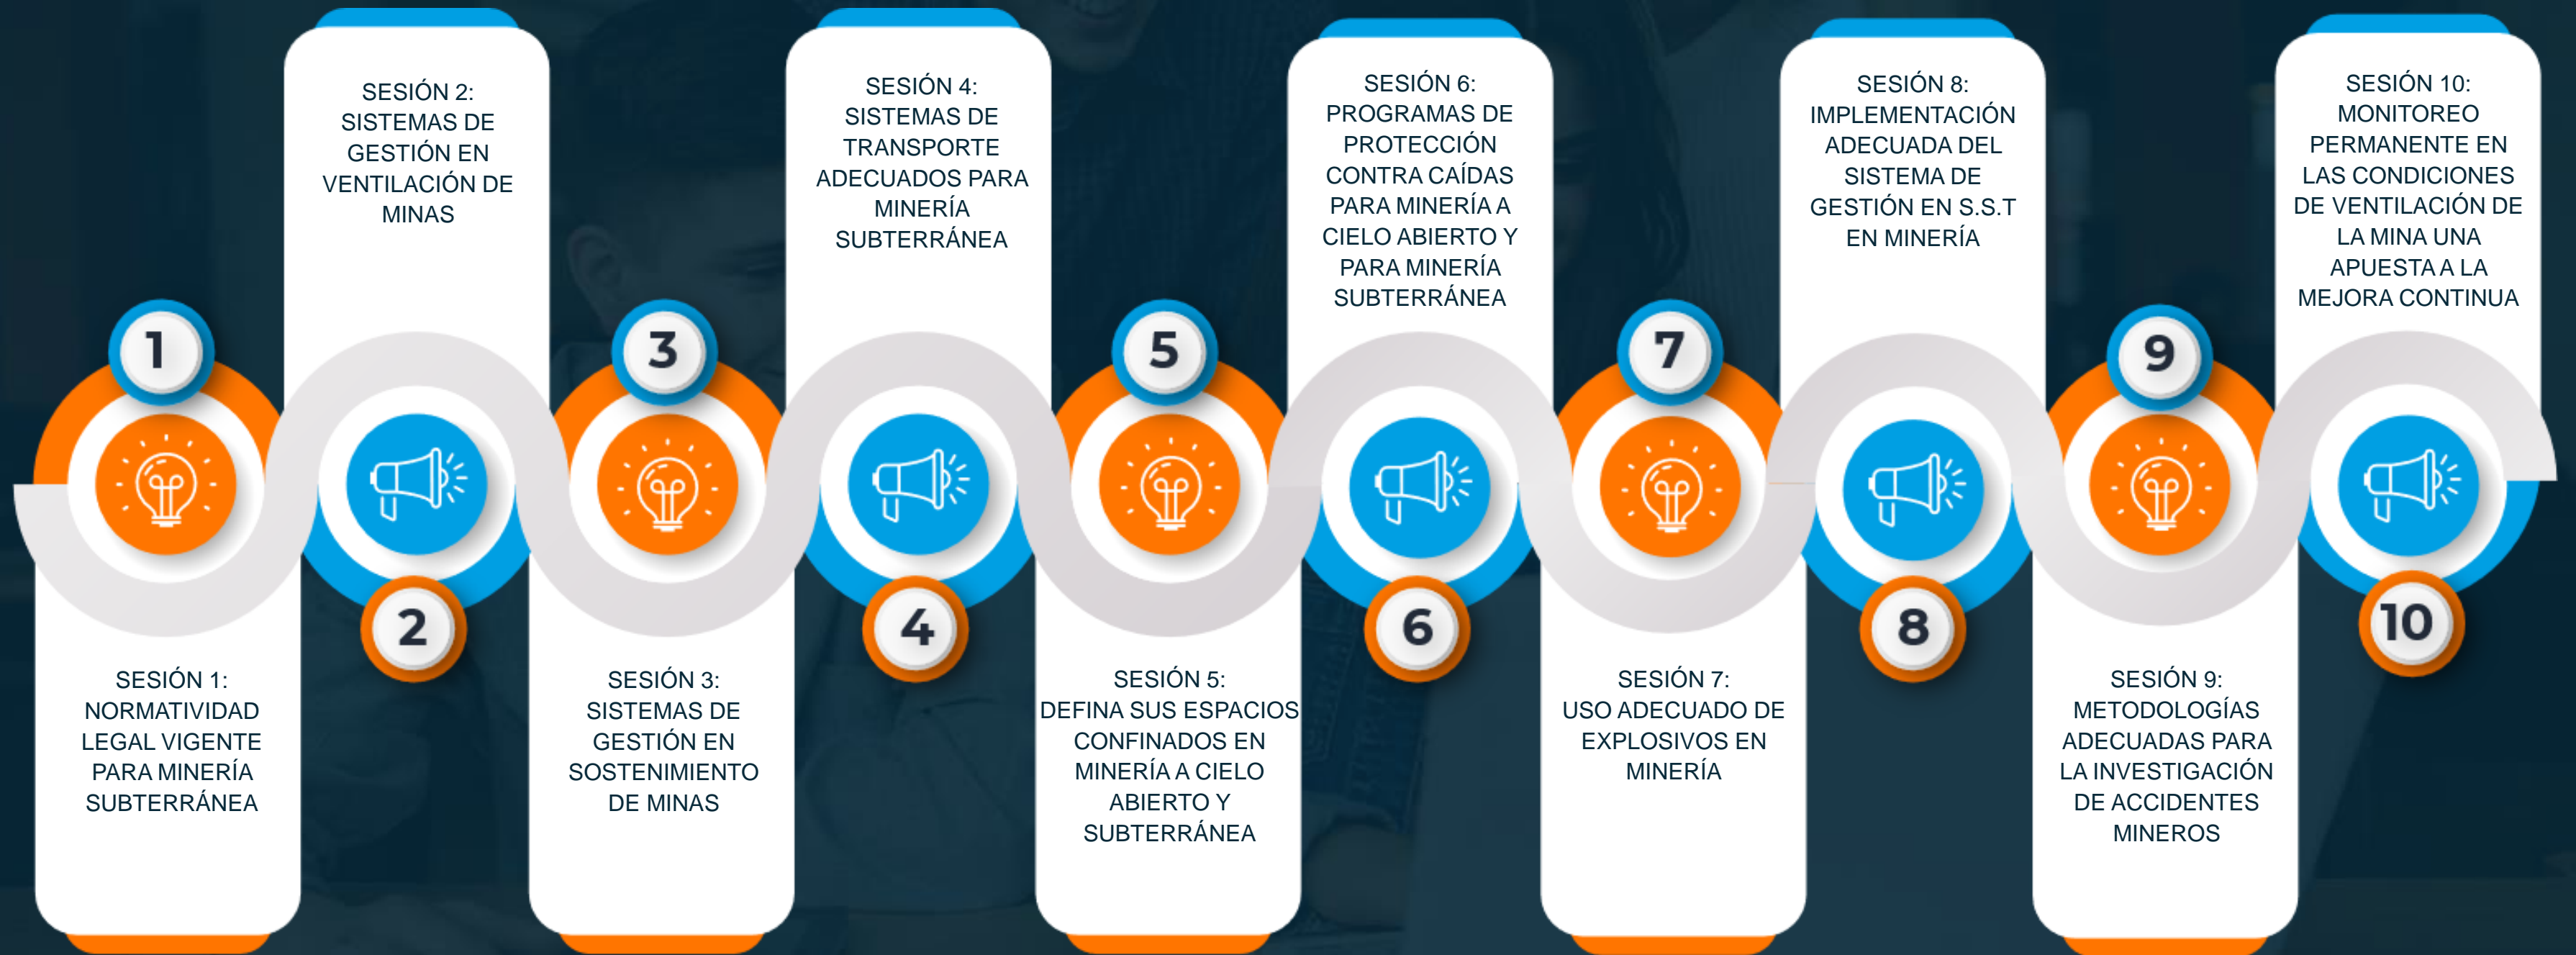 SESIÓN 1:
NORMATIVIDAD
LEGAL VIGENTE
PARA MINERÍA
SUBTERRÁNEA
1
SESIÓN 2:
SISTEMAS DE
GESTIÓN EN
VENTILACIÓN DE
MINAS
2
SESIÓN 3:
SISTEMAS DE
GESTIÓN EN
SOSTENIMIENTO
DE MINAS
3
SESIÓN 4:
SISTEMAS DE
TRANSPORTE
ADECUADOS PARA
MINERÍA
SUBTERRÁNEA
4
SESIÓN 5:
DEFINA SUS ESPACIOS
CONFINADOS EN
MINERÍA A CIELO
ABIERTO Y
SUBTERRÁNEA
5
SESIÓN 6:
PROGRAMAS DE
PROTECCIÓN
CONTRA CAÍDAS
PARA MINERÍA A
CIELO ABIERTO Y
PARA MINERÍA
SUBTERRÁNEA
6
SESIÓN 7:
USO ADECUADO DE
EXPLOSIVOS EN
MINERÍA
7
SESIÓN 8:
IMPLEMENTACIÓN
ADECUADA DEL
SISTEMA DE
GESTIÓN EN S.S.T
EN MINERÍA
8
SESIÓN 9:
METODOLOGÍAS
ADECUADAS PARA
LA INVESTIGACIÓN
DE ACCIDENTES
MINEROS
9
SESIÓN 10:
MONITOREO
PERMANENTE EN
LAS CONDICIONES
DE VENTILACIÓN DE
LA MINA UNA
APUESTA A LA
MEJORA CONTINUA
10